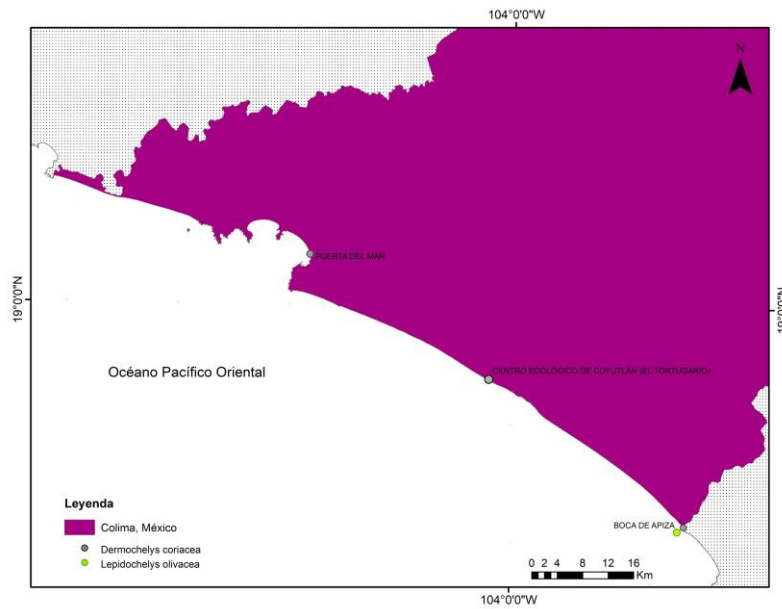 104°0'0"W
N
PUERTA DEL MAR
19°0'0"N
19°0'0"N
Océano Pacífico Oriental
CENTRO ECOLÓGICO DE CUYUTLÁN (EL TORTUGARIO)
Leyenda
Colima, México
Dermochelys coriacea
Lepidochelys olivacea
BOCA DE APIZA
0 2 4 8 12 16
Km
104°0'0"W